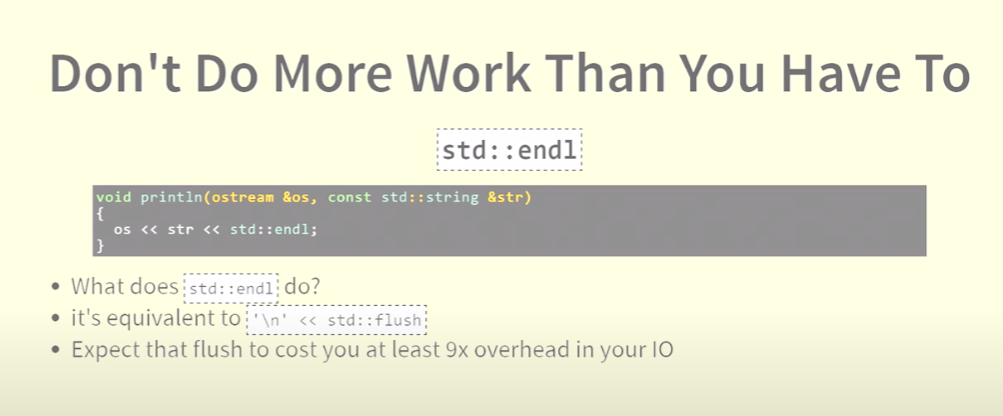 Don't Do More Work Than You Have To
std::endl
void println(ostream &os, const std::string &str)
{
  os << str << std::endl;
}
• What does std::endl do?
• it's equivalent to '\n' << std::flush
• Expect that flush to cost you at least 9x overhead in your IO